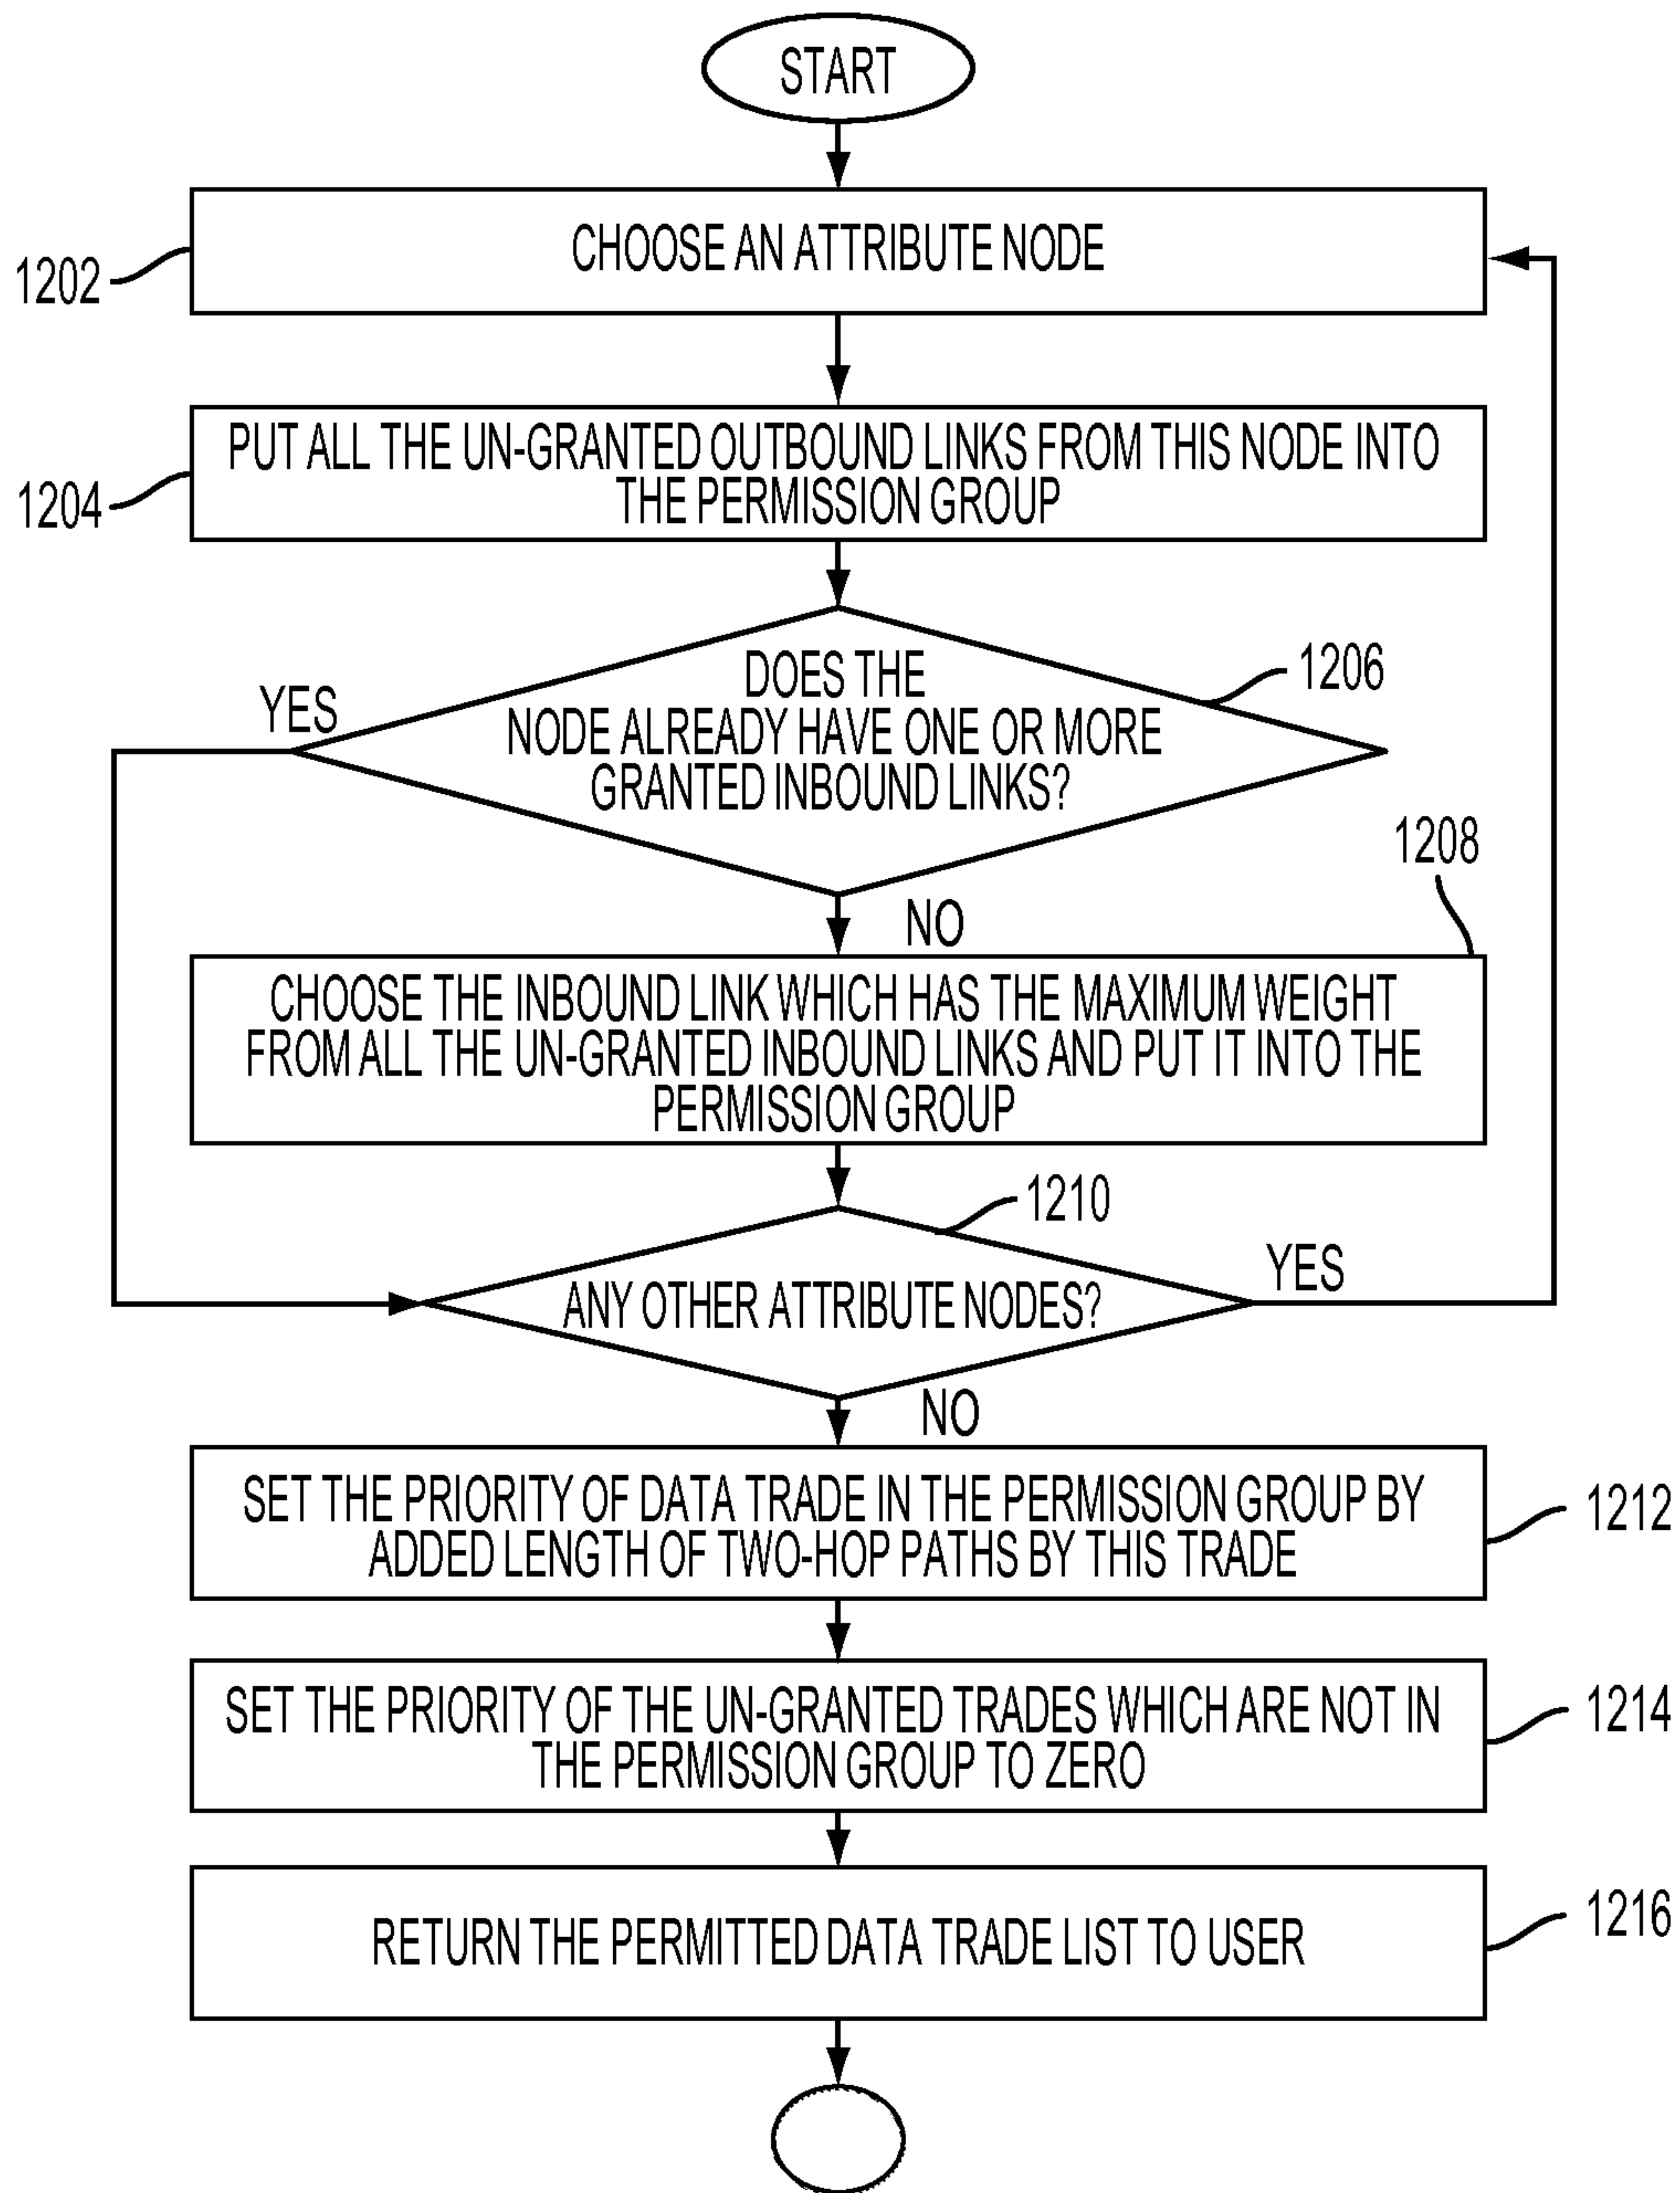 START
CHOOSE AN ATTRIBUTE NODE
1202
PUT ALL THE UN-GRANTED OUTBOUND LINKS FROM THIS NODE INTO
THE PERMISSION GROUP
1204
DOES THE
NODE ALREADY HAVE ONE OR MORE
GRANTED INBOUND LINKS?
1206
YES
NO
1208
CHOOSE THE INBOUND LINK WHICH HAS THE MAXIMUM WEIGHT
FROM ALL THE UN-GRANTED INBOUND LINKS AND PUT IT INTO THE
PERMISSION GROUP
1210
ANY OTHER ATTRIBUTE NODES?
YES
NO
SET THE PRIORITY OF DATA TRADE IN THE PERMISSION GROUP BY
ADDED LENGTH OF TWO-HOP PATHS BY THIS TRADE
1212
SET THE PRIORITY OF THE UN-GRANTED TRADES WHICH ARE NOT IN
THE PERMISSION GROUP TO ZERO
1214
RETURN THE PERMITTED DATA TRADE LIST TO USER
1216